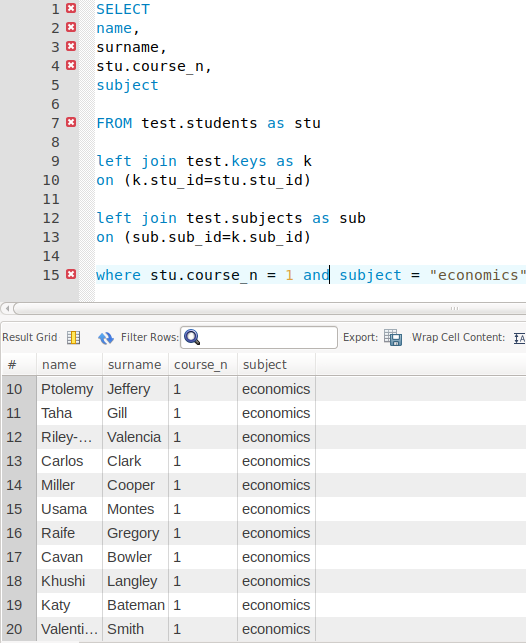 1 SELECT
2 name,
3 surname,
4 stu.course_n,
5 subject
6
7 FROM test.students as stu
8
9 left join test.keys as k
10 on (k.stu_id=stu.stu_id)
11
12 left join test.subjects as sub
13 on (sub.sub_id=k.sub_id)
14
15 where stu.course_n = 1 and subject = "economics"
Result Grid Filter Rows: Export: Wrap Cell Content:
# name surname course_n subject
10 Ptolemy Jeffery 1 economics
11 Taha Gill 1 economics
12 Riley-... Valencia 1 economics
13 Carlos Clark 1 economics
14 Miller Cooper 1 economics
15 Usama Montes 1 economics
16 Raife Gregory 1 economics
17 Cavan Bowler 1 economics
18 Khushi Langley 1 economics
19 Katy Bateman 1 economics
20 Valenti... Smith 1 economics